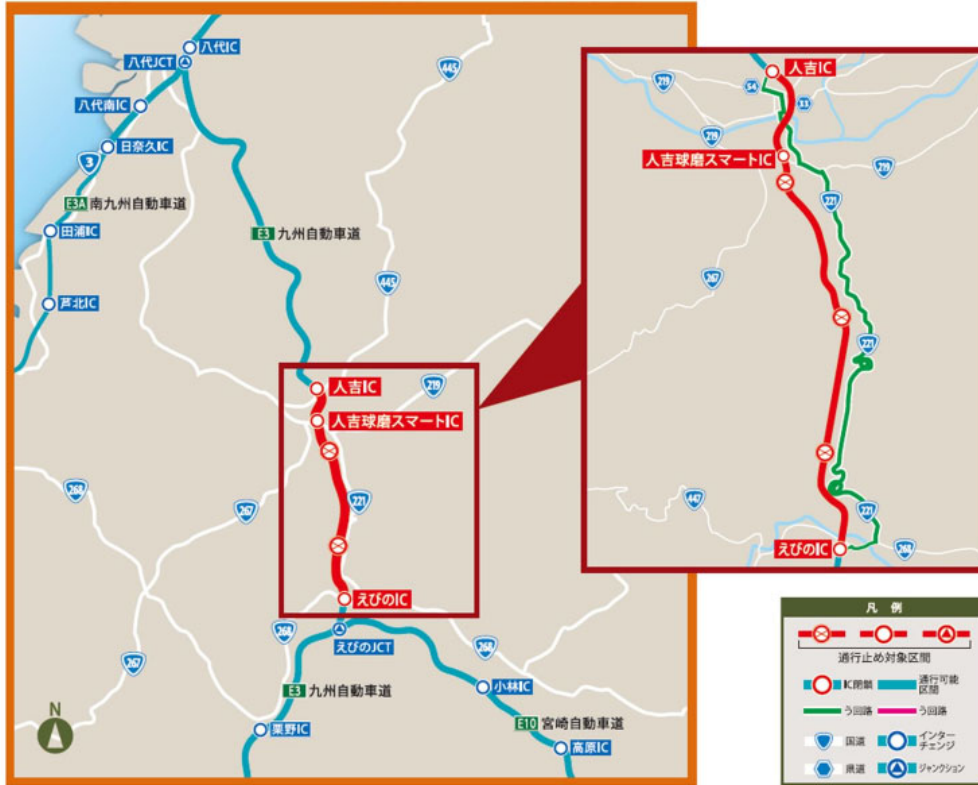 八代IC
八代JCT
445
八代南IC
日奈久IC
3
E3A 南九州自動車道
田浦IC
E3 九州自動車道
445
芦北IC
人吉IC
219
人吉球磨スマートIC
268
267
221
えびのIC
268
えびのJCT
267
E3 九州自動車道
小林IC
栗野IC
E10 宮崎自動車道
高原IC
N
人吉IC
219
54
33
219
人吉球磨スマートIC
219
221
267
221
447
221
えびのIC
268
凡例
通行止め対象区間
IC閉鎖
通行可能
区間
う回路
う回路
国道
インター
チェンジ
県道
ジャンクション